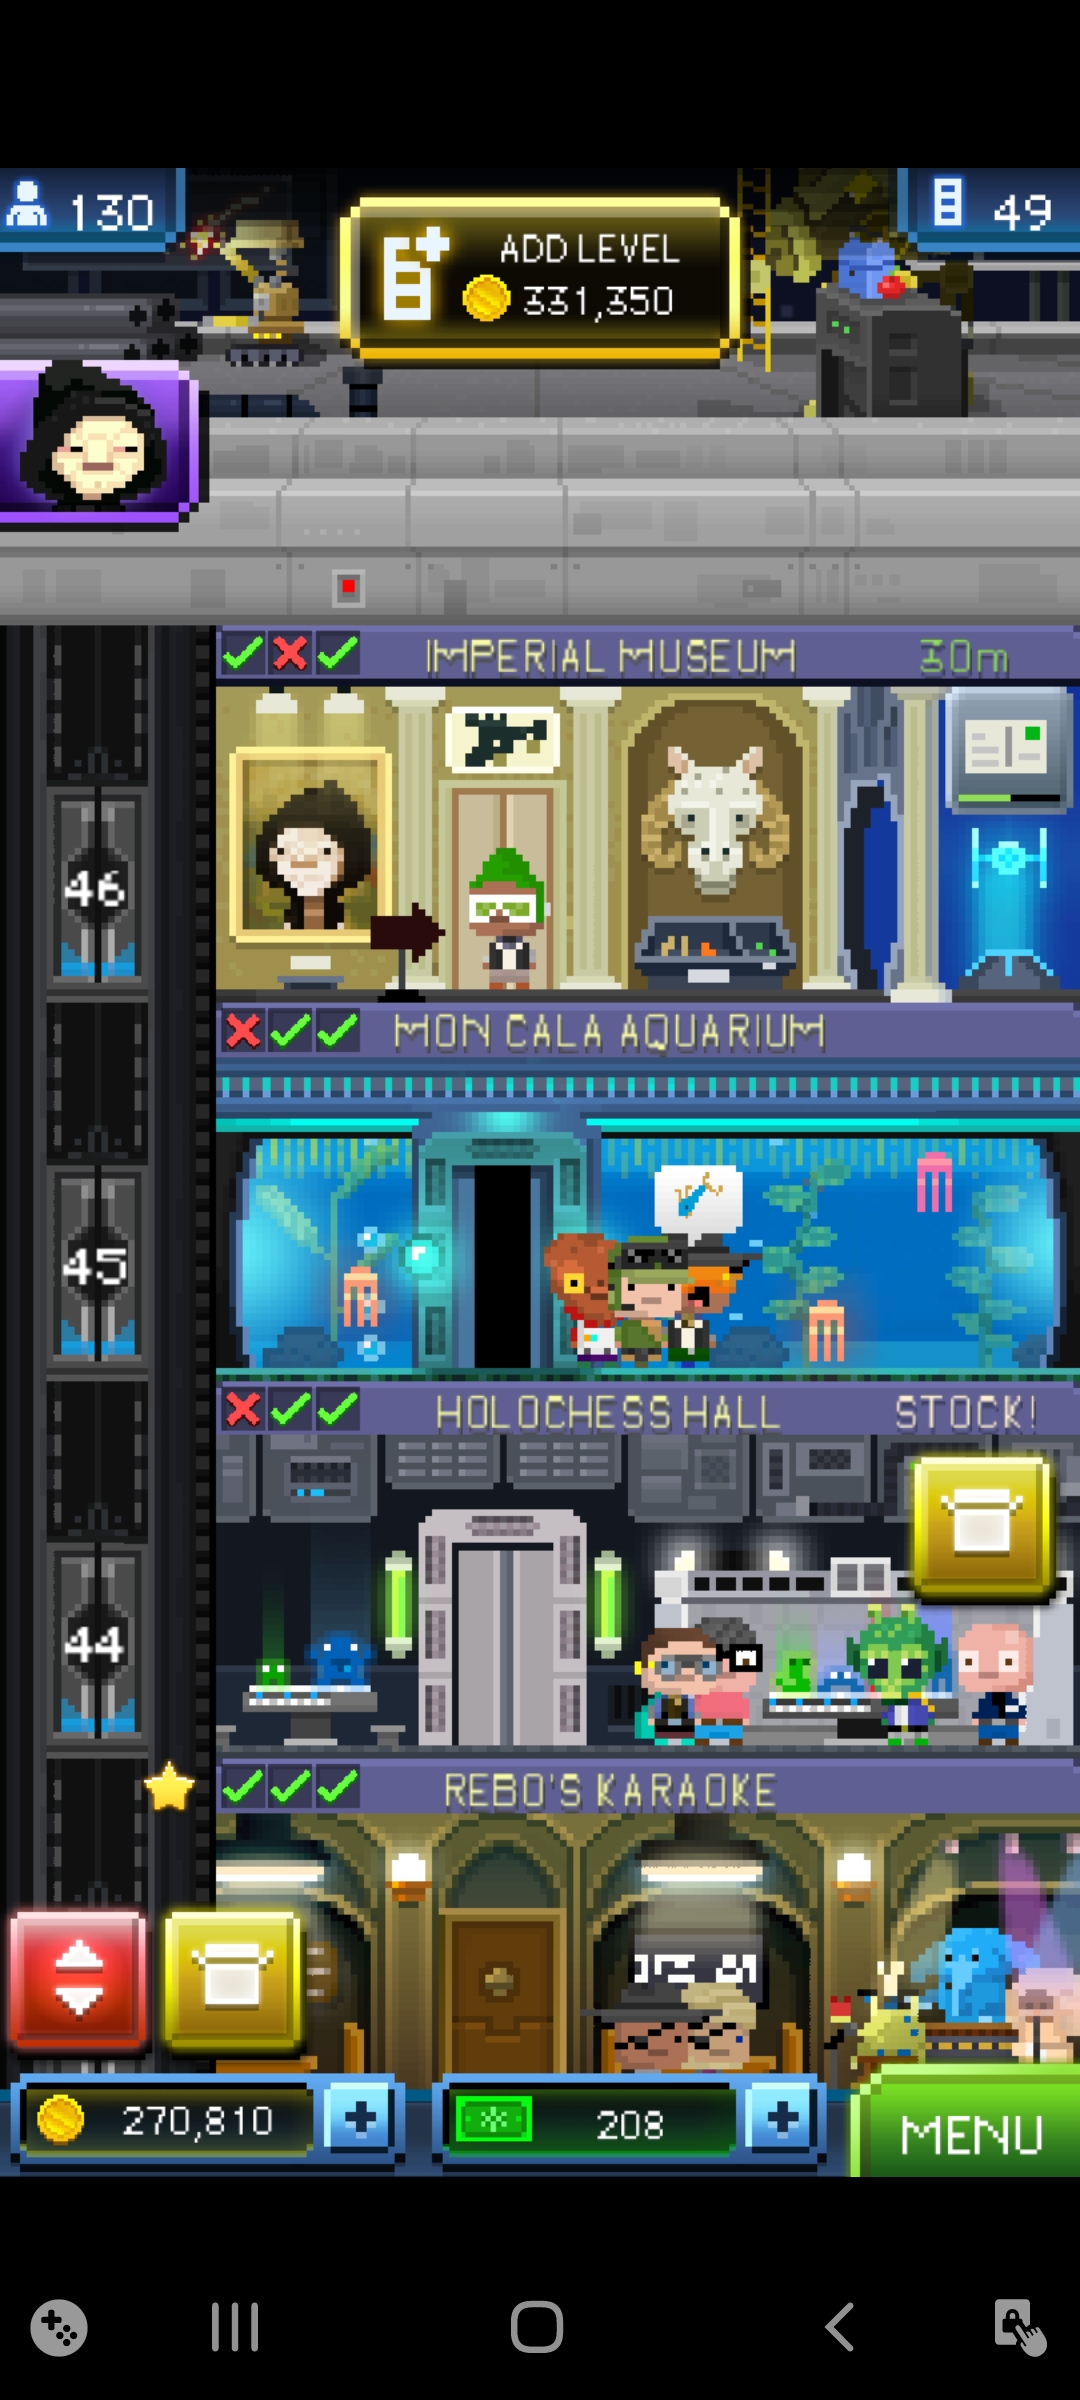 130
ADD LEVEL
331,350
49
IMPERIAL MUSEUM 30m
46
MON CALA AQUARIUM
45
HOLOCHESS HALL STOCK!
44
REBO'S KARAOKE
270,810
208
MENU